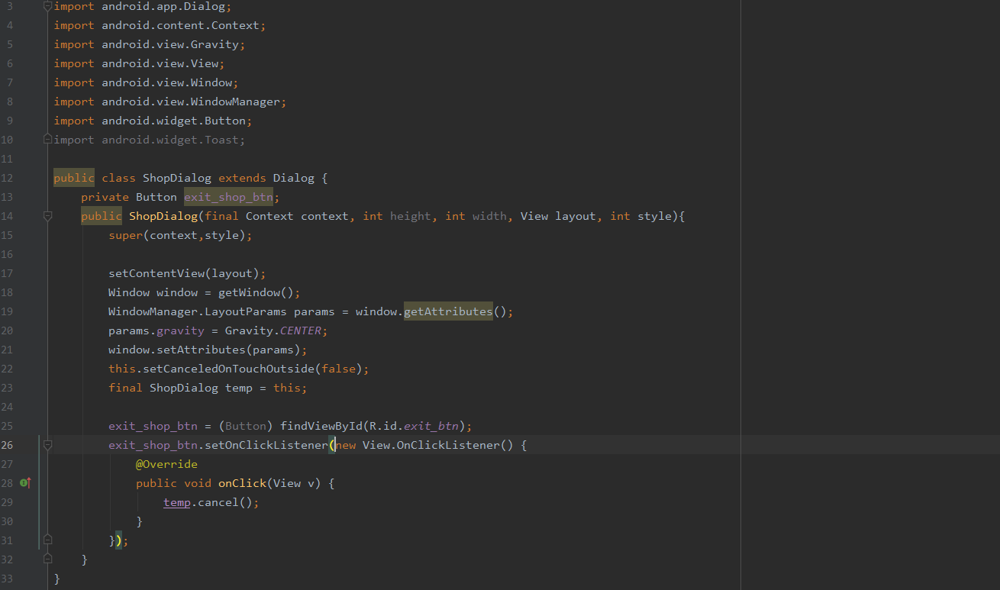 3 import android.app.Dialog;
4 import android.content.Context;
5 import android.view.Gravity;
6 import android.view.View;
7 import android.view.Window;
8 import android.view.WindowManager;
9 import android.widget.Button;
10 import android.widget.Toast;
11
12 public class ShopDialog extends Dialog {
13     private Button exit_shop_btn;
14     public ShopDialog(final Context context, int height, int width, View layout, int style){
15         super(context,style);
16
17         setContentView(layout);
18         Window window = getWindow();
19         WindowManager.LayoutParams params = window.getAttributes();
20         params.gravity = Gravity.CENTER;
21         window.setAttributes(params);
22         this.setCanceledOnTouchOutside(false);
23         final ShopDialog temp = this;
24
25         exit_shop_btn = (Button) findViewById(R.id.exit_btn);
26         exit_shop_btn.setOnClickListener(new View.OnClickListener() {
27             @Override
28             public void onClick(View v) {
29                 temp.cancel();
30             }
31         });
32     }
33 }